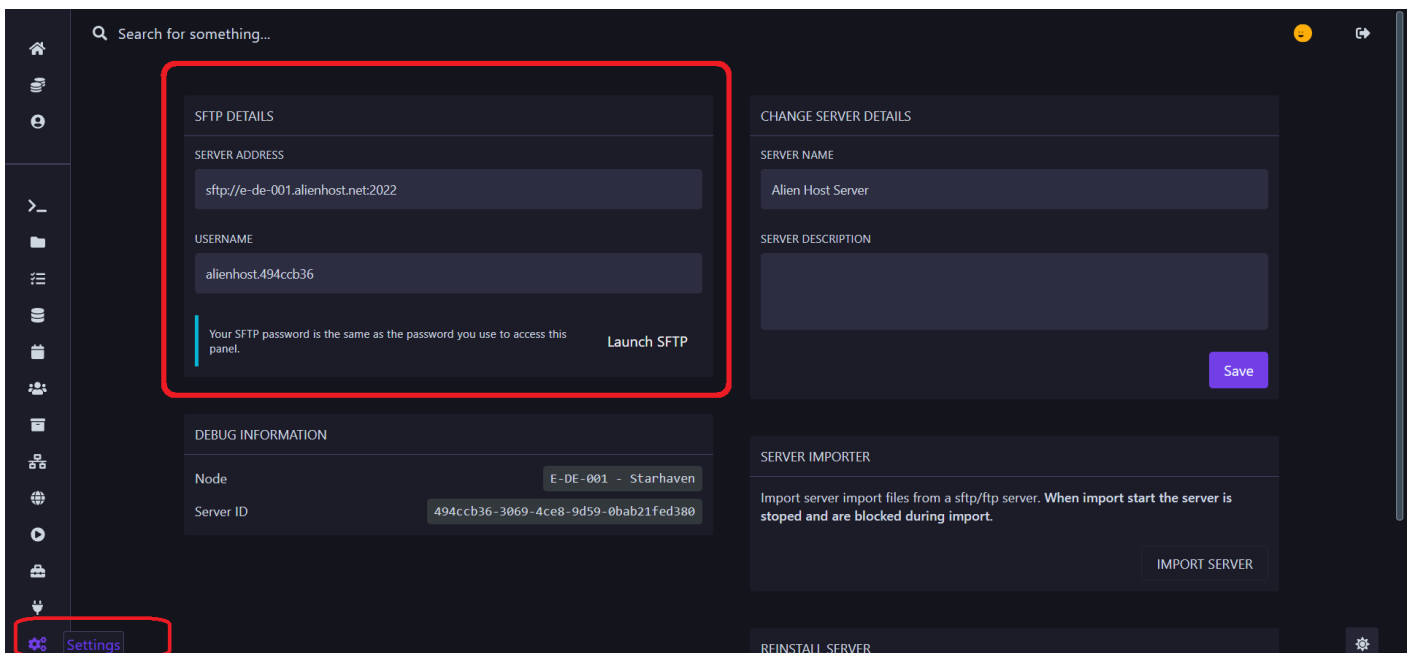 Search for something...
SFTP DETAILS
SERVER ADDRESS
sftp://e-de-001.alienhost.net:2022
USERNAME
alienhost.494ccb36
Your SFTP password is the same as the password you use to access this
panel.
Launch SFTP
DEBUG INFORMATION
Node
E-DE-001 - Starhaven
Server ID
494ccb36-3069-4ce8-9d59-0bab21fed380
CHANGE SERVER DETAILS
SERVER NAME
Alien Host Server
SERVER DESCRIPTION
Save
SERVER IMPORTER
Import server import files from a sftp/ftp server. When import start the server is
stoped and are blocked during import.
IMPORT SERVER
REINSTALL SERVER
Settings